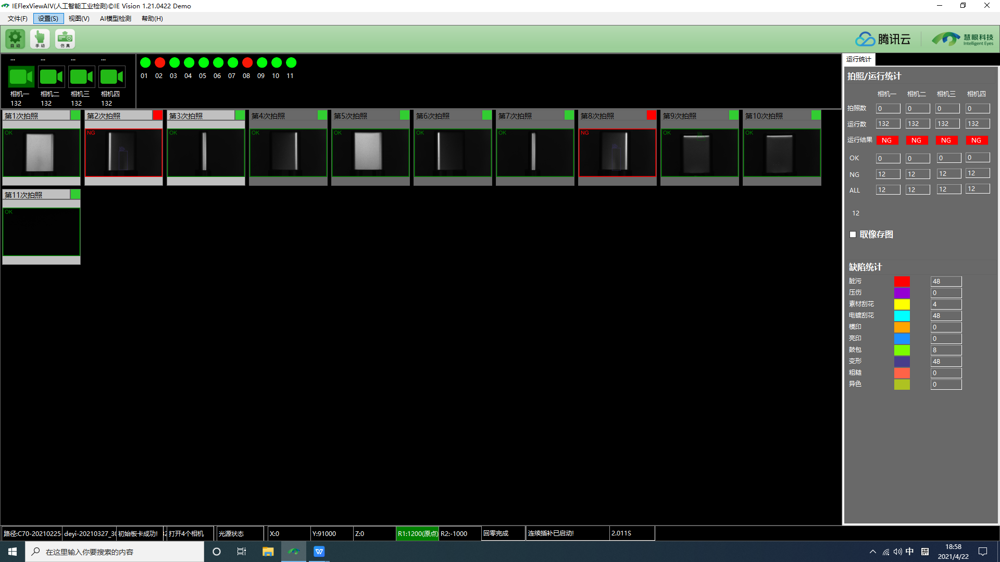 IEFlexViewAIV(人工智能工业检测)©IE Vision 1.21.0422 Demo
文件(F) 设置(S) 视图(V) AI模型检测 帮助(H)
自动 手动 仿真 腾讯云 慧眼科技 Intelligent Eyes
... ... ... ...
01 02 03 04 05 06 07 08 09 10 11
相机一 相机二 相机三 相机四
132 132 132 132
第1次拍照 第2次拍照 第3次拍照 第4次拍照 第5次拍照 第6次拍照 第7次拍照 第8次拍照 第9次拍照 第10次拍照
OK NG OK OK OK OK OK NG OK OK
第11次拍照
OK
运行统计
拍照/运行统计
相机一 相机二 相机三 相机四
拍照数 0 0 0 0
运行数 132 132 132 132
运行结果 NG NG NG NG
OK 0 0 0 0
NG 12 12 12 12
ALL 12 12 12 12
12
取像存图
缺陷统计
脏污 48
压伤 0
素材刮花 4
电镀刮花 48
模印 0
亮印 0
鼓包 8
变形 48
粗糙 0
异色 0
路径:C70-20210225- deyi-20210327_30 初始板卡成功! 打开4个相机 光源状态 X:0 Y:91000 Z:0 R1:1200(原点) R2:-1000 回零完成 连续插补已启动! 2.011S
在这里输入你要搜索的内容
中 拼 18:58
2021/4/22